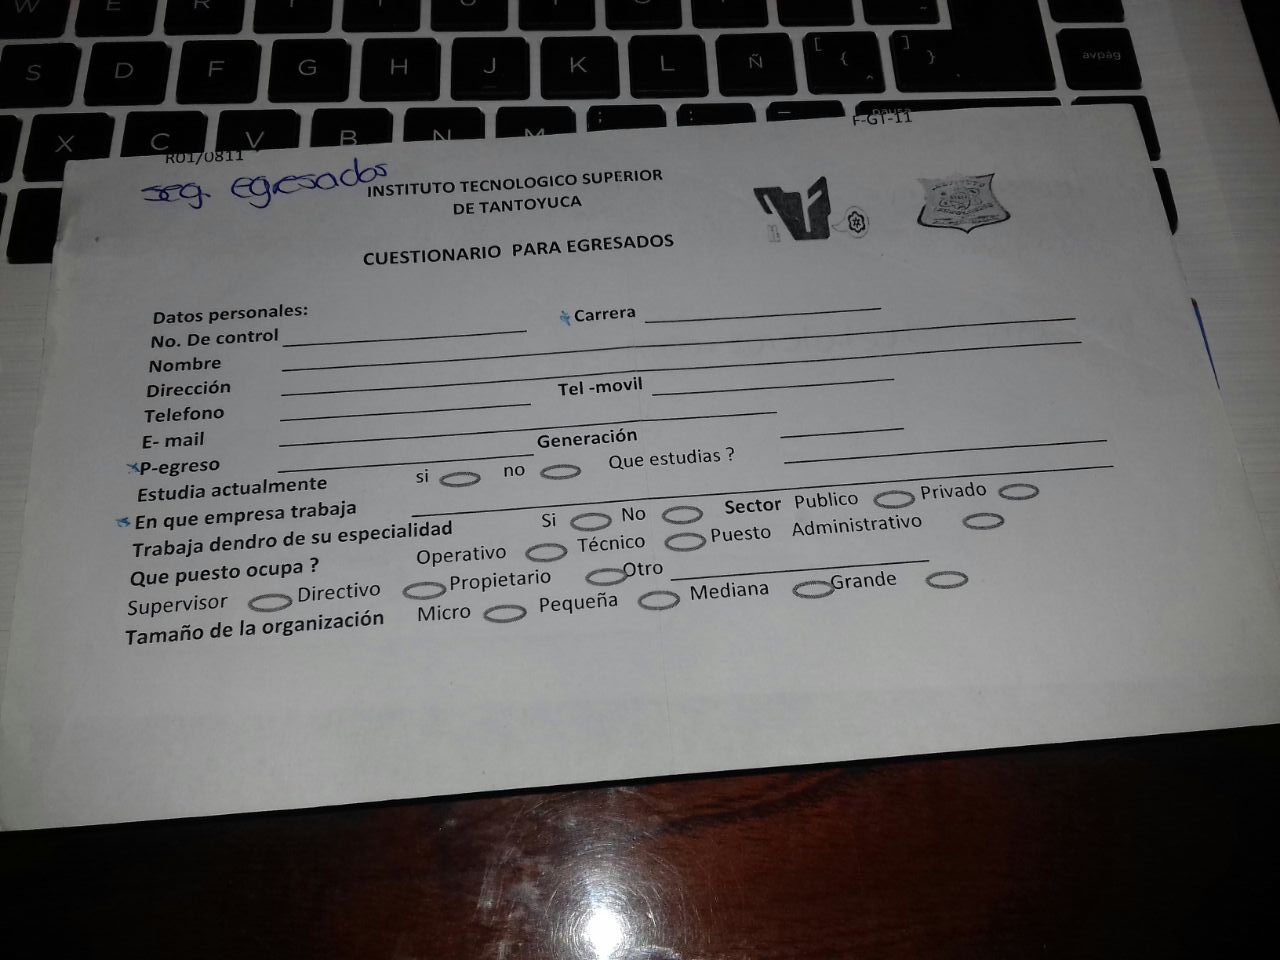 W E R
S D F G H J K L Ñ [ { ^ ] } avpág
X C V B N M ; : _ pausa
R01/0811 F-GT-11
seg. egresados
INSTITUTO TECNOLOGICO SUPERIOR
DE TANTOYUCA
CUESTIONARIO PARA EGRESADOS
Datos personales:
No. De control Carrera
Nombre
Dirección
Telefono Tel -movil
E- mail
P-egreso Generación
Estudia actualmente si no Que estudias ?
En que empresa trabaja
Trabaja dendro de su especialidad Si No Sector Publico Privado
Que puesto ocupa ? Operativo Técnico Puesto Administrativo
Supervisor Directivo Propietario Otro
Tamaño de la organización Micro Pequeña Mediana Grande